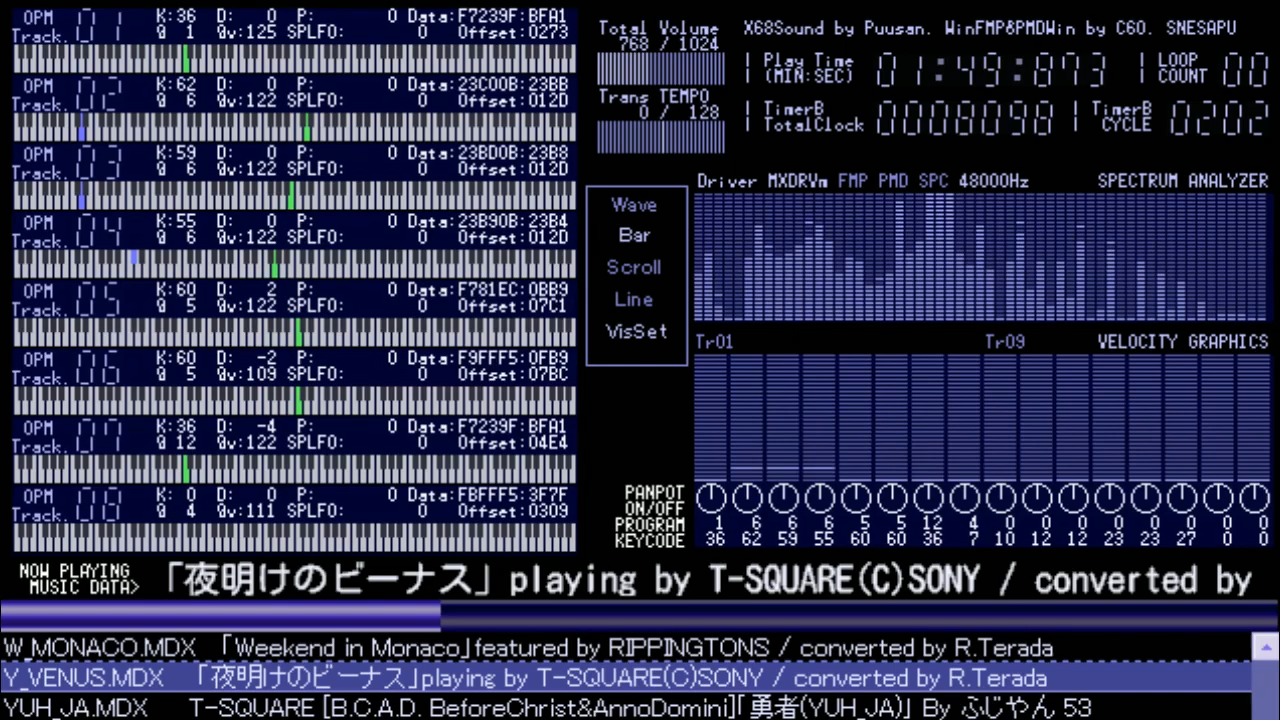 OPM K:36 D: 0 P: 0 Data:F7239F:BFA1
Track. 01 @ 1 @v:125 SPLFO: 0 Offset:0273
OPM K:62 D: 0 P: 0 Data:23C00B:23BB
Track. 02 @ 6 @v:122 SPLFO: 0 Offset:012D
OPM K:59 D: 0 P: 0 Data:23BD0B:23B8
Track. 03 @ 6 @v:122 SPLFO: 0 Offset:012D
OPM K:55 D: 0 P: 0 Data:23B90B:23B4
Track. 04 @ 6 @v:122 SPLFO: 0 Offset:012D
OPM K:60 D: 2 P: 0 Data:F781EC:0BB9
Track. 05 @ 5 @v:122 SPLFO: 0 Offset:07C1
OPM K:60 D: -2 P: 0 Data:F9FFF5:0FB9
Track. 06 @ 5 @v:109 SPLFO: 0 Offset:07BC
OPM K:36 D: -4 P: 0 Data:F7239F:BFA1
Track. 07 @ 12 @v:122 SPLFO: 0 Offset:04E4
OPM K: 0 D: 0 P: 0 Data:FBFFF5:3F7F
Track. 08 @ 4 @v:111 SPLFO: 0 Offset:0309
Total Volume
768 / 1024
Trans TEMPO
0 / 128
X68Sound by Puusan. WinFMP&PMDWin by C60. SNESAPU
Play Time
(MIN:SEC) 01:49:873
LOOP
COUNT 00
TimerB
TotalClock 0008098
TimerB
CYCLE 0202
Driver MXDRVm FMP PMD SPC 48000Hz SPECTRUM ANALYZER
Wave
Bar
Scroll
Line
VisSet
Tr01 Tr09 VELOCITY GRAPHICS
PANPOT
ON/OFF
PROGRAM 1 6 6 6 5 5 12 4 0 0 0 0 0 0 0 0
KEYCODE 36 62 59 55 60 60 36 7 10 12 12 23 23 27 0 0
NOW PLAYING
MUSIC DATA> 「夜明けのビーナス」playing by T-SQUARE(C)SONY / converted by
W_MONACO.MDX 「Weekend in Monaco」featured by RIPPINGTONS / converted by R.Terada
Y_VENUS.MDX 「夜明けのビーナス」playing by T-SQUARE(C)SONY / converted by R.Terada
YUH_JA.MDX T-SQUARE [B.C.A.D. BeforeChrist&AnnoDomini]「勇者(YUH_JA)」 By ふじやん 53